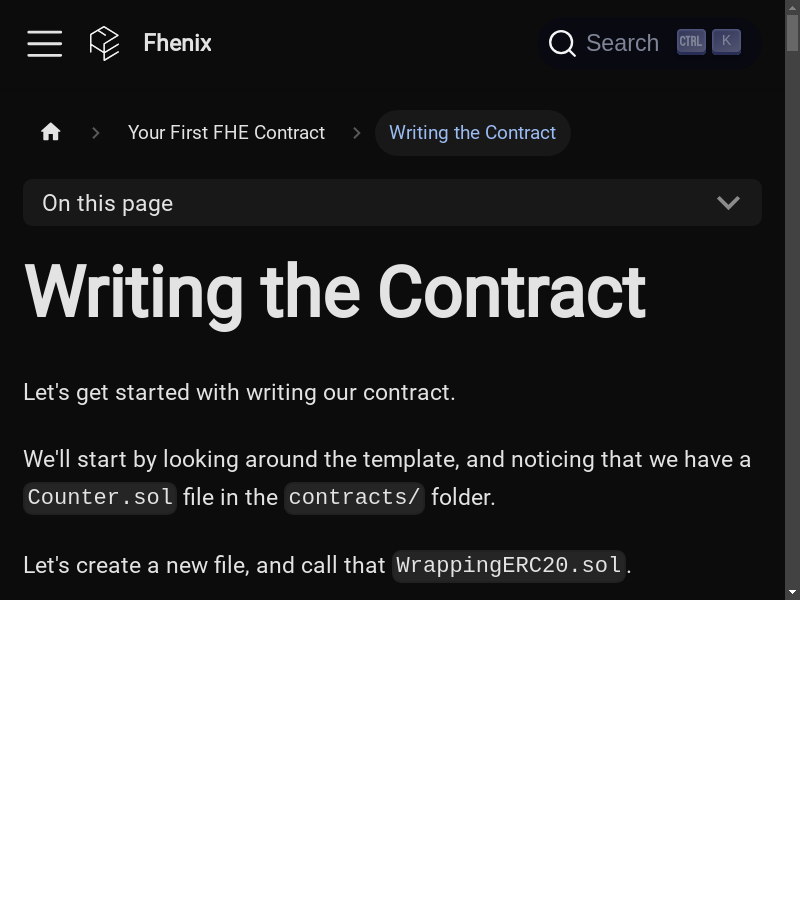 Fhenix
Search CTRL K
Your First FHE Contract
Writing the Contract
On this page
Writing the Contract
Let's get started with writing our contract.
We'll start by looking around the template, and noticing that we have a
Counter.sol file in the contracts/ folder.
Let's create a new file, and call that WrappingERC20.sol.